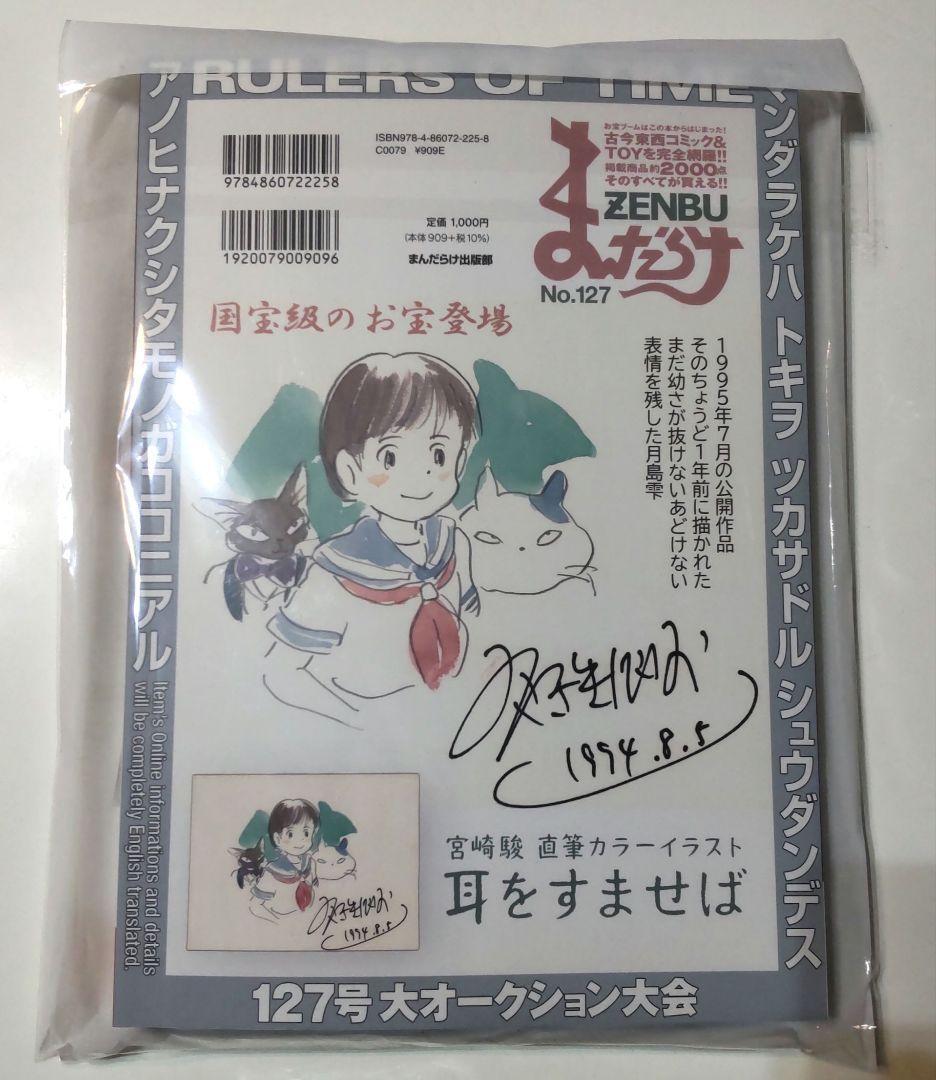 RULERS OF TIME
アノヒナクシタモノガココニアル
マンダラケハ トキヲ ツカサドル シュウダンデス
ISBN978-4-86072-225-8
C0079 ¥909E
9784860722258
定価 1,000円
(本体 909+税10%)
まんだらけ出版部
1920079009096
お宝ブームはこの本からはじまった!
古今東西コミック&
TOYを完全網羅!!
掲載商品約2000点
そのすべてが買える!!
ZENBU
まんだらけ
No.127
国宝級のお宝登場
1995年7月の公開作品
そのちょうど1年前に描かれた
まだ幼さが抜けないあどけない
表情を残した月島雫
1994.8.5
1994.8.5
宮崎駿 直筆カラーイラスト
耳をすませば
Item's Online informations and details
will be completely English translated.
127号 大オークション大会